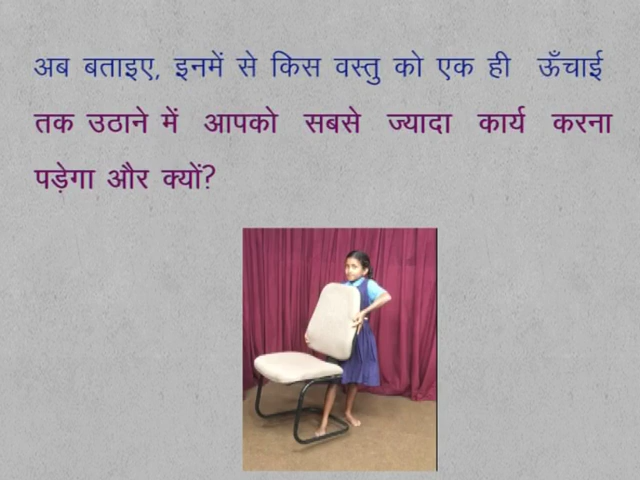 अब बताइए, इनमें से किस वस्तु को एक ही ऊँचाई
तक उठाने में आपको सबसे ज्यादा कार्य करना
पड़ेगा और क्यों?